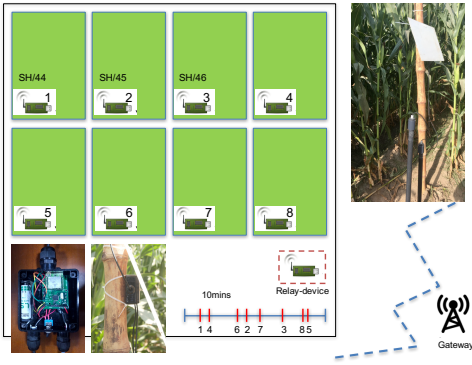 SH/44 SH/45 SH/46
1 2 3 4
5 6 7 8
Relay-device
10mins
1 4 6 2 7 3 8 5
Gateway